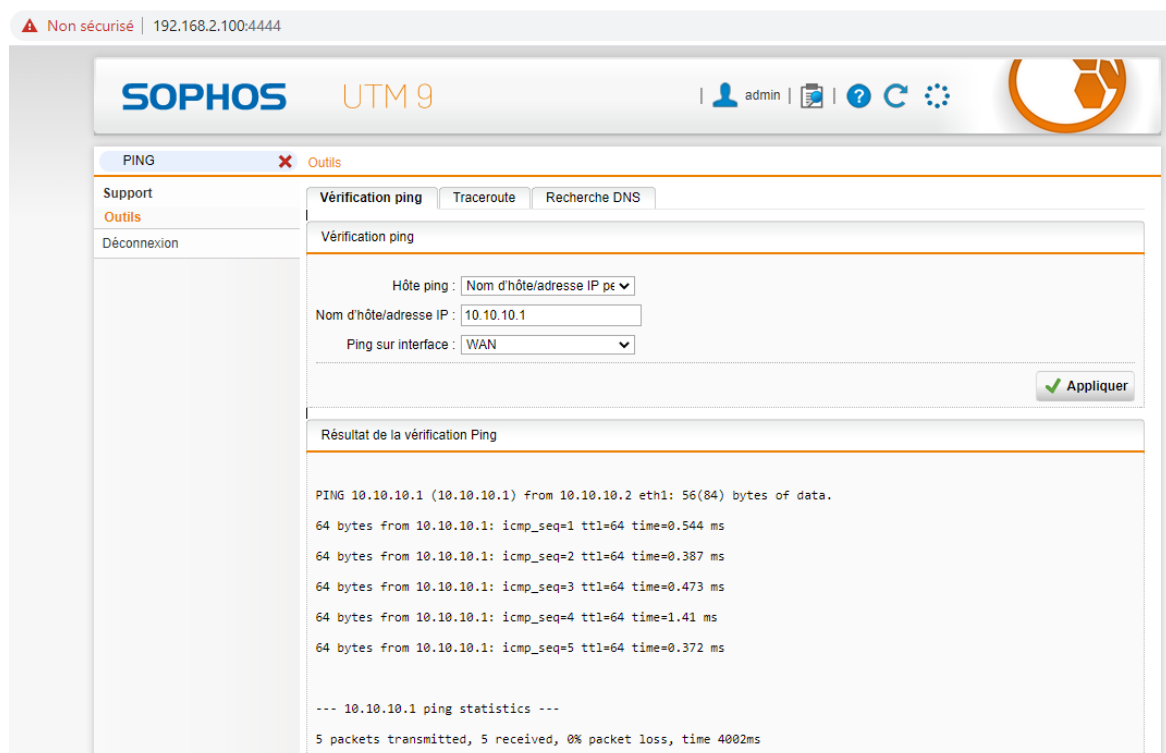 Non sécurisé | 192.168.2.100:4444
SOPHOS UTM 9 | admin | | ?
PING Outils
Support
Outils
Déconnexion
Vérification ping Traceroute Recherche DNS
Vérification ping
Hôte ping : Nom d'hôte/adresse IP pe
Nom d'hôte/adresse IP : 10.10.10.1
Ping sur interface : WAN
Appliquer
Résultat de la vérification Ping
PING 10.10.10.1 (10.10.10.1) from 10.10.10.2 eth1: 56(84) bytes of data.
64 bytes from 10.10.10.1: icmp_seq=1 ttl=64 time=0.544 ms
64 bytes from 10.10.10.1: icmp_seq=2 ttl=64 time=0.387 ms
64 bytes from 10.10.10.1: icmp_seq=3 ttl=64 time=0.473 ms
64 bytes from 10.10.10.1: icmp_seq=4 ttl=64 time=1.41 ms
64 bytes from 10.10.10.1: icmp_seq=5 ttl=64 time=0.372 ms
--- 10.10.10.1 ping statistics ---
5 packets transmitted, 5 received, 0% packet loss, time 4002ms